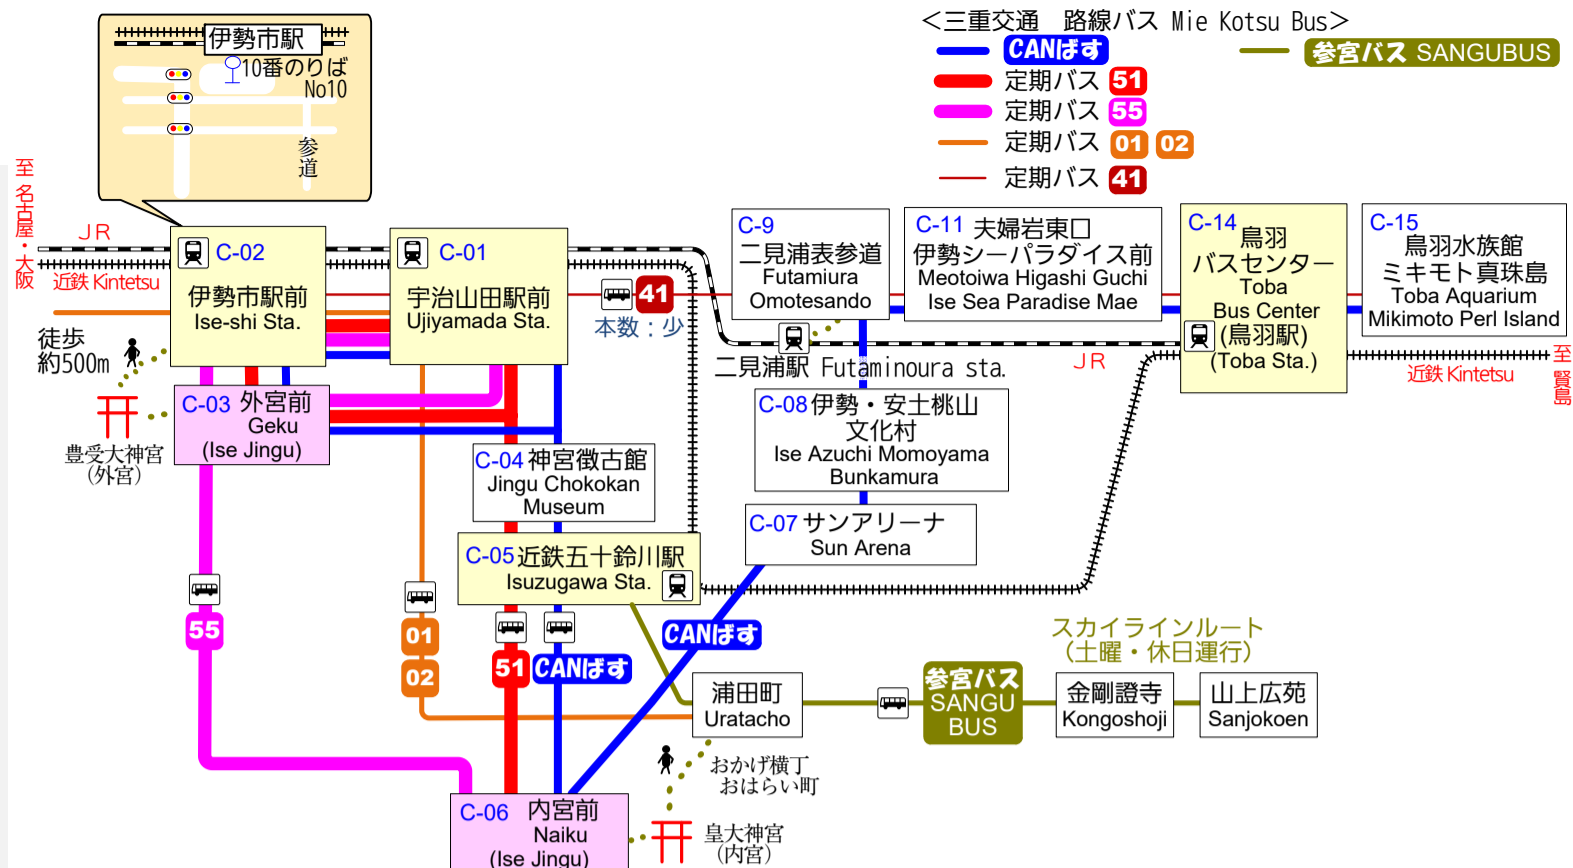 ＜三重交通　路線バス Mie Kotsu Bus＞
CANばす
参宮バス SANGUBUS
定期バス 51
定期バス 55
定期バス 01 02
定期バス 41
伊勢市駅
10番のりば
No10
参道
至 名古屋・大阪
ＪＲ
近鉄 Kintetsu
C-02
伊勢市駅前
Ise-shi Sta.
C-01
宇治山田駅前
Ujiyamada Sta.
41
本数：少
C-9
二見浦表参道
Futamiura
Omotesando
C-11 夫婦岩東口
伊勢シーパラダイス前
Meotoiwa Higashi Guchi
Ise Sea Paradise Mae
C-14
鳥羽
バスセンター
Toba
Bus Center
(鳥羽駅)
(Toba Sta.)
C-15
鳥羽水族館
ミキモト真珠島
Toba Aquarium
Mikimoto Perl Island
徒歩
約500m
二見浦駅 Futaminoura sta.
ＪＲ
近鉄 Kintetsu
至 賢島
豊受大神宮
（外宮）
C-03 外宮前
Geku
(Ise Jingu)
C-08 伊勢・安土桃山
文化村
Ise Azuchi Momoyama
Bunkamura
C-04 神宮徴古館
Jingu Chokokan
Museum
C-07 サンアリーナ
Sun Arena
C-05 近鉄五十鈴川駅
Isuzugawa Sta.
55
01
02
51
CANばす
CANばす
スカイラインルート
（土曜・休日運行）
浦田町
Uratacho
参宮バス
SANGU
BUS
金剛證寺
Kongoshoji
山上広苑
Sanjokoen
おかげ横丁
おはらい町
C-06 内宮前
Naiku
(Ise Jingu)
皇大神宮
（内宮）